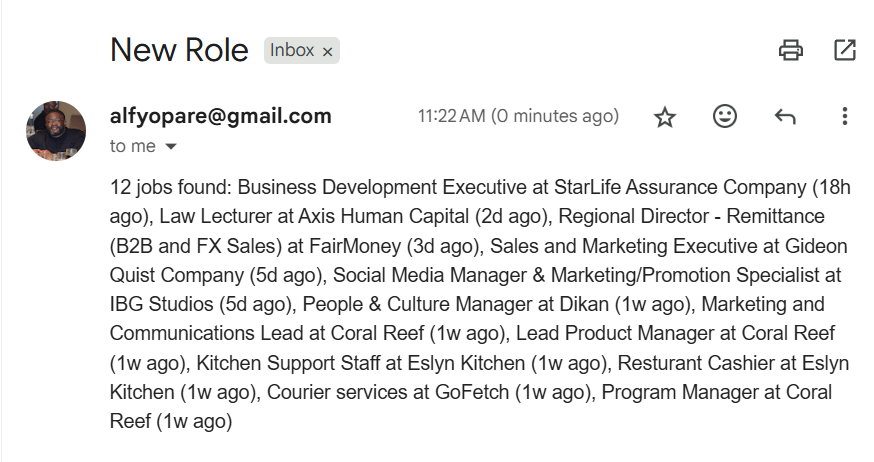 New Role Inbox ×
alfyopare@gmail.com 11:22 AM (0 minutes ago)
to me
12 jobs found: Business Development Executive at StarLife Assurance Company (18h
ago), Law Lecturer at Axis Human Capital (2d ago), Regional Director - Remittance
(B2B and FX Sales) at FairMoney (3d ago), Sales and Marketing Executive at Gideon
Quist Company (5d ago), Social Media Manager & Marketing/Promotion Specialist at
IBG Studios (5d ago), People & Culture Manager at Dikan (1w ago), Marketing and
Communications Lead at Coral Reef (1w ago), Lead Product Manager at Coral Reef
(1w ago), Kitchen Support Staff at Eslyn Kitchen (1w ago), Resturant Cashier at Eslyn
Kitchen (1w ago), Courier services at GoFetch (1w ago), Program Manager at Coral
Reef (1w ago)